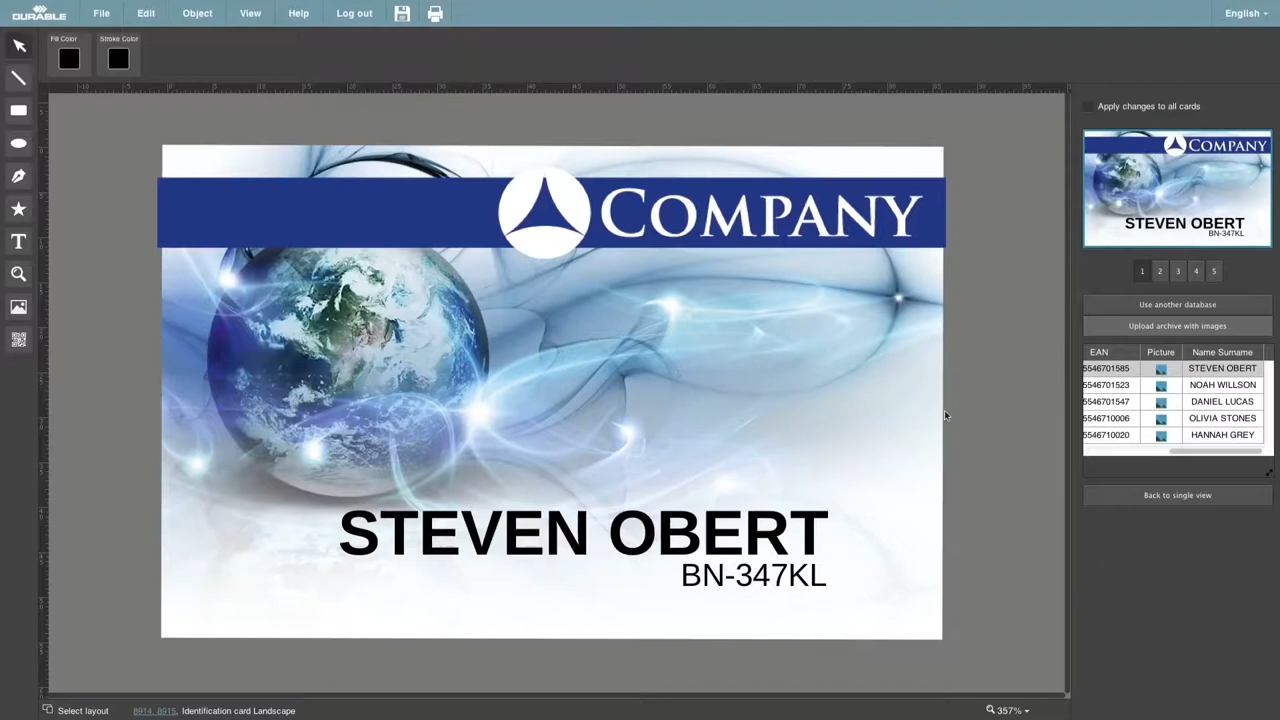 DURABLE File Edit Object View Help Log out English
Fill Color Stroke Color
Apply changes to all cards
COMPANY
STEVEN OBERT
BN-347KL
COMPANY
STEVEN OBERT
BN-347KL
1 2 3 4 5
Use another database
Upload archive with images
EAN Picture Name Surname
5546701585 STEVEN OBERT
5546701523 NOAH WILLSON
5546701547 DANIEL LUCAS
5546710006 OLIVIA STONES
5546710020 HANNAH GREY
Back to single view
Select layout 8914, 8915, Identification card Landscape 357%